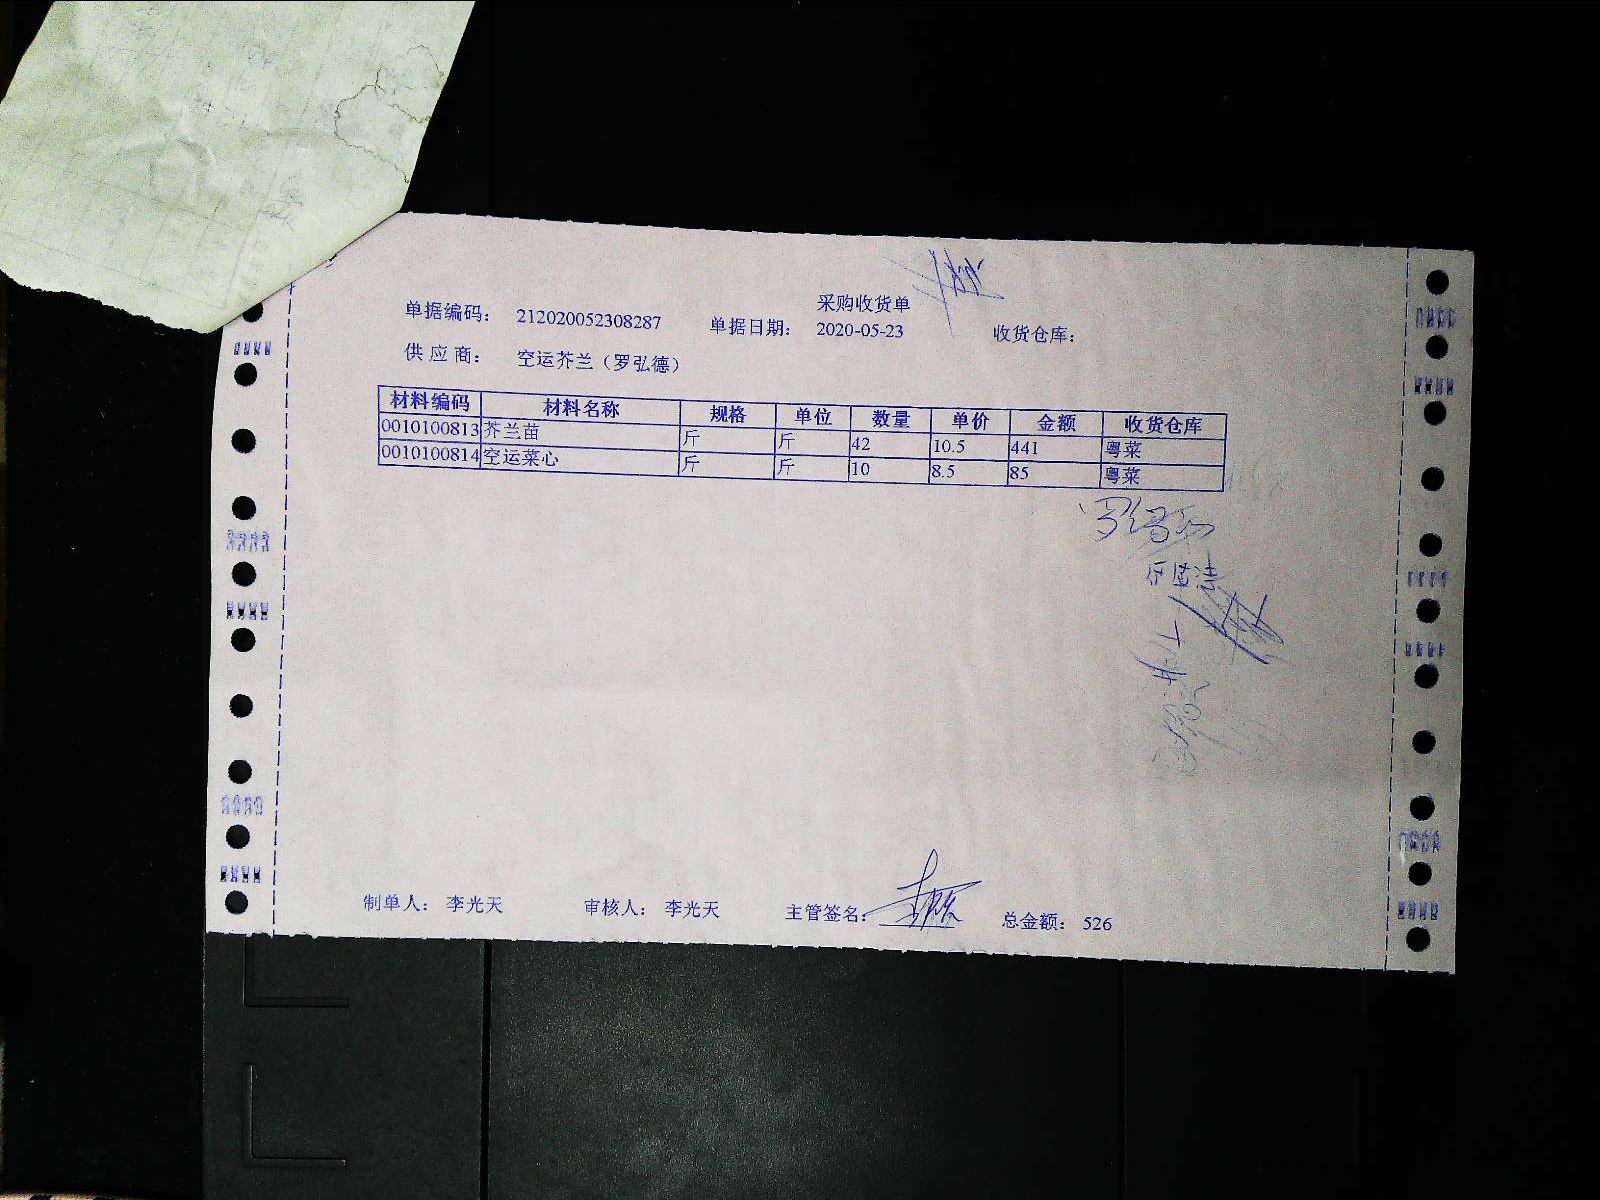 采购收货单
单据编码： 212020052308287 单据日期： 2020-05-23 收货仓库：
供 应 商： 空运芥兰（罗弘德）
材料编码 材料名称 规格 单位 数量 单价 金额 收货仓库
0010100813 芥兰苗 斤 斤 42 10.5 441 粤菜
0010100814 空运菜心 斤 斤 10 8.5 85 粤菜
制单人： 李光天 审核人： 李光天 主管签名： 总金额： 526